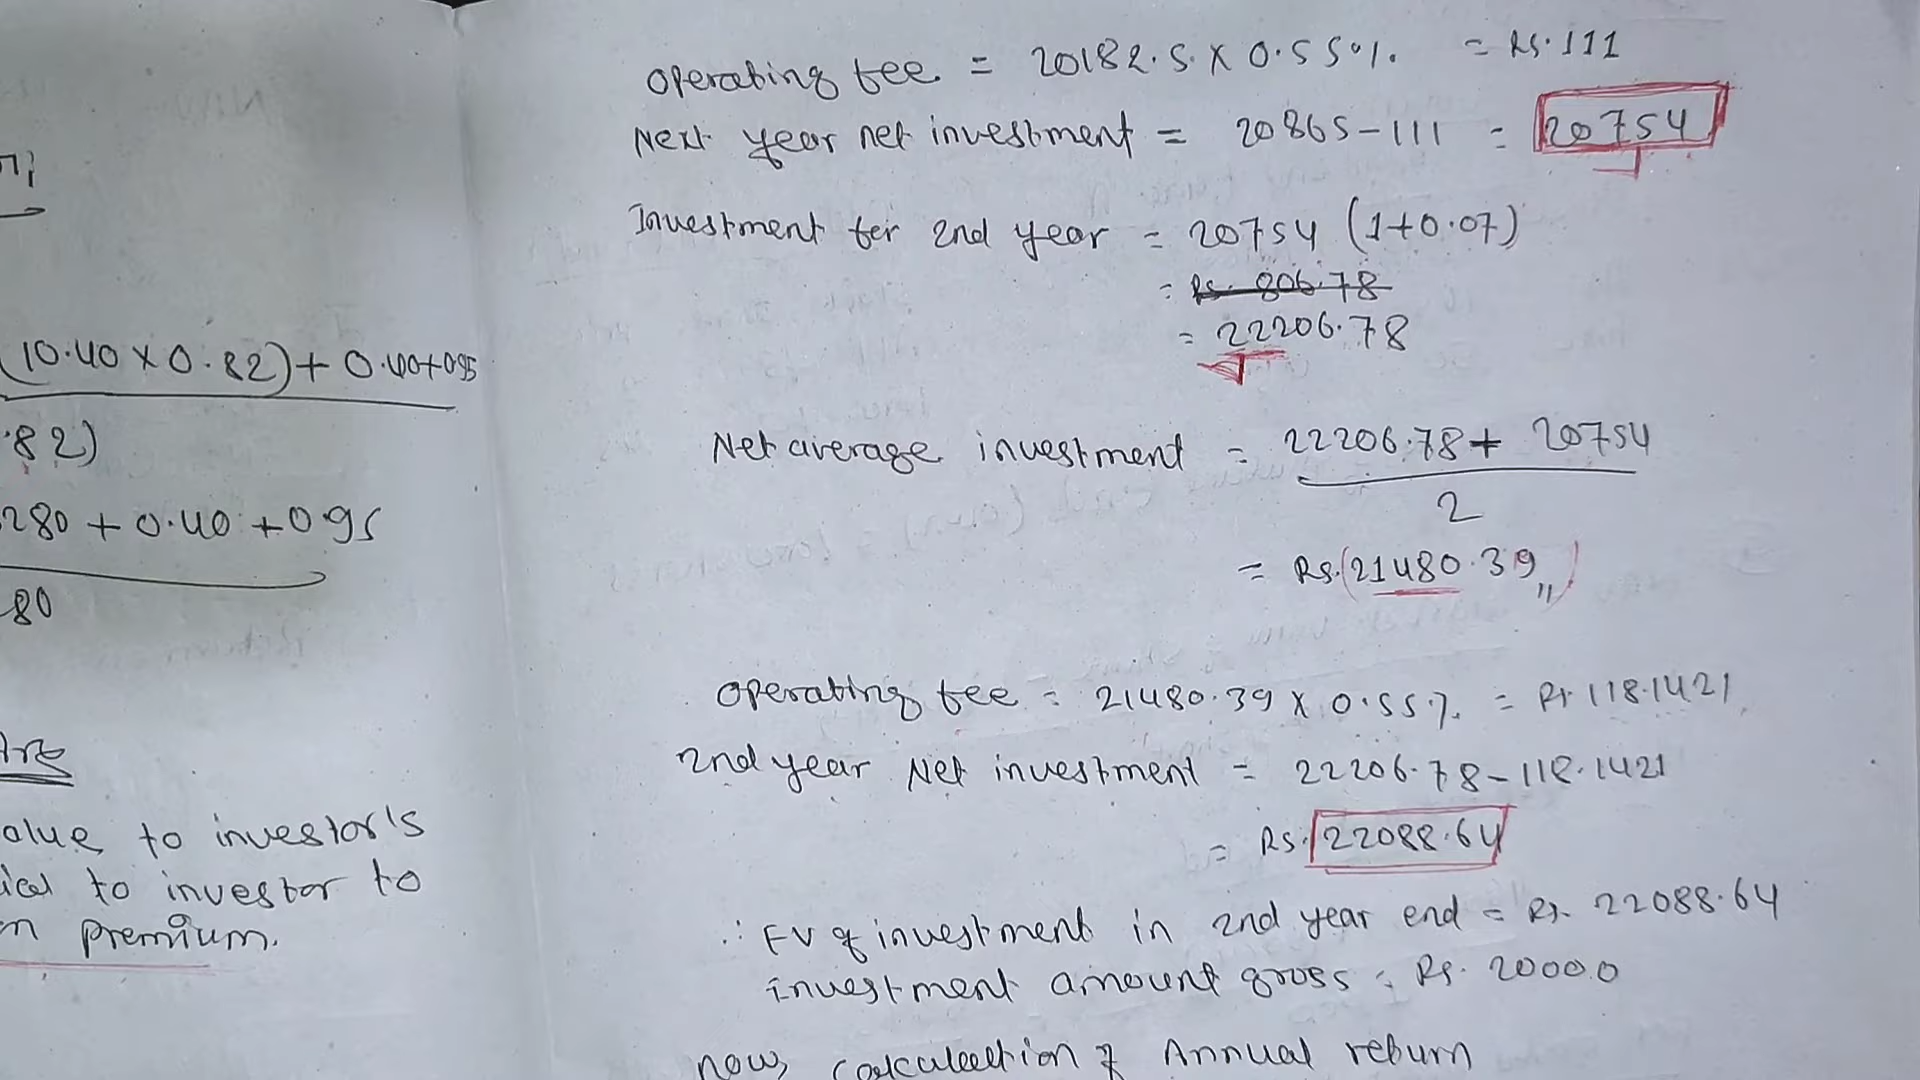 (10.40 x 0.82) + 0.40+095
.82)
280 + 0.40 + 0.95
80
alue to investor's
ical to investor to
n premium.
Operating fee. = 20182.5. x 0.55%. = Rs.111
Next year net investment = 20865-111 = 20754
Investment for 2nd year = 20754 (1+0.07)
= Rs. 806.78
= 22206.78
Net average investment = 22206.78 + 20754
2
= Rs.(21480.39,,)
Operating fee = 21480.39 x 0.55%. = Rs 118.1421
2nd year Net investment = 22206.78-118.1421
= Rs. 22088.64
∴ FV of investment in 2nd year end = Rs. 22088.64
investment amount gross = Rs. 20000
now, calculation of Annual return